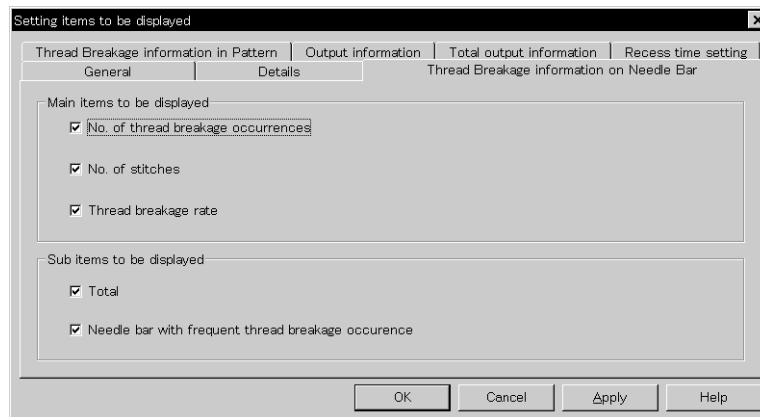 Setting items to be displayed
Thread Breakage information in Pattern Output information Total output information Recess time setting
General Details Thread Breakage information on Needle Bar
Main items to be displayed
No. of thread breakage occurrences
No. of stitches
Thread breakage rate
Sub items to be displayed
Total
Needle bar with frequent thread breakage occurence
OK Cancel Apply Help